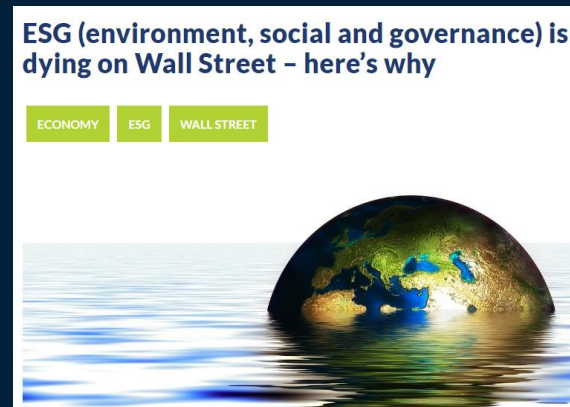 ESG (environment, social and governance) is
dying on Wall Street – here’s why
ECONOMY ESG WALL STREET